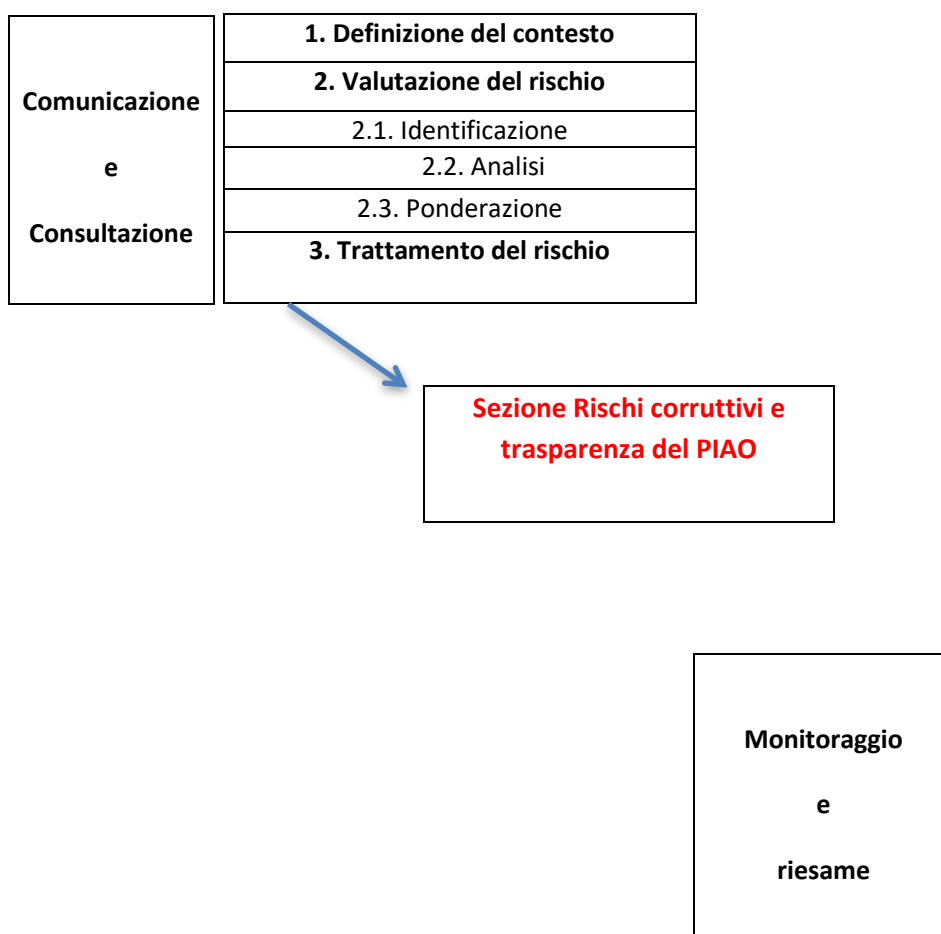 Comunicazione
e
Consultazione
1. Definizione del contesto
2. Valutazione del rischio
2.1. Identificazione
2.2. Analisi
2.3. Ponderazione
3. Trattamento del rischio
Sezione Rischi corruttivi e
trasparenza del PIAO
Monitoraggio
e
riesame